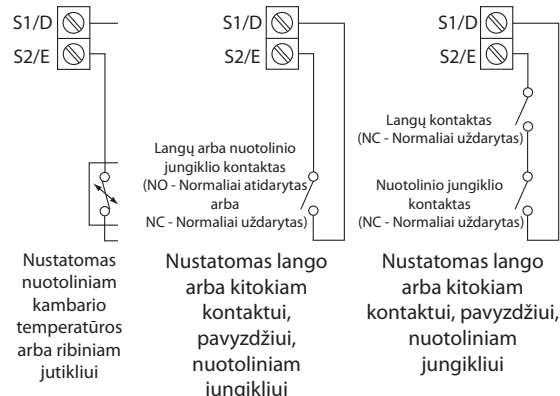 S1/D
S2/E
Nustatomas
nuotoliniam
kambario
temperatūros
arba ribiniam
jutikliui
S1/D
S2/E
Langų arba nuotolinio
jungiklio kontaktas
(NO - Normaliai atidarytas
arba
NC - Normaliai uždarytas)
Nustatomas lango
arba kitokiam
kontaktui,
pavyzdžiui,
nuotoliniam
jungikliui
S1/D
S2/E
Langų kontaktas
(NC - Normaliai uždarytas)
Nuotolinio jungiklio
kontaktas
(NC - Normaliai uždarytas)
Nustatomas lango
arba kitokiam
kontaktui, pavyzdžiui,
nuotoliniam
jungikliui